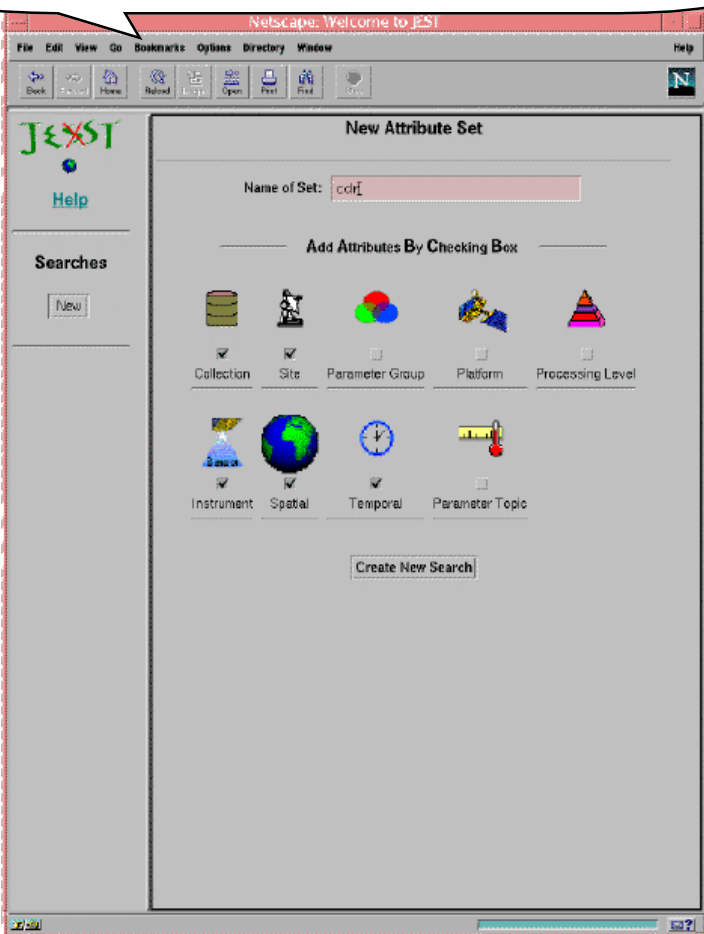 Netscape: Welcome to JEST
File Edit View Go Bookmarks Options Directory Window Help
Back Home Reload Open Print Find
N
JEXST
New Attribute Set
Help
Name of Set: cdr
Add Attributes By Checking Box
Searches
New
Collection Site Parameter Group Platform Processing Level
Instrument Spatial Temporal Parameter Topic
Create New Search
?